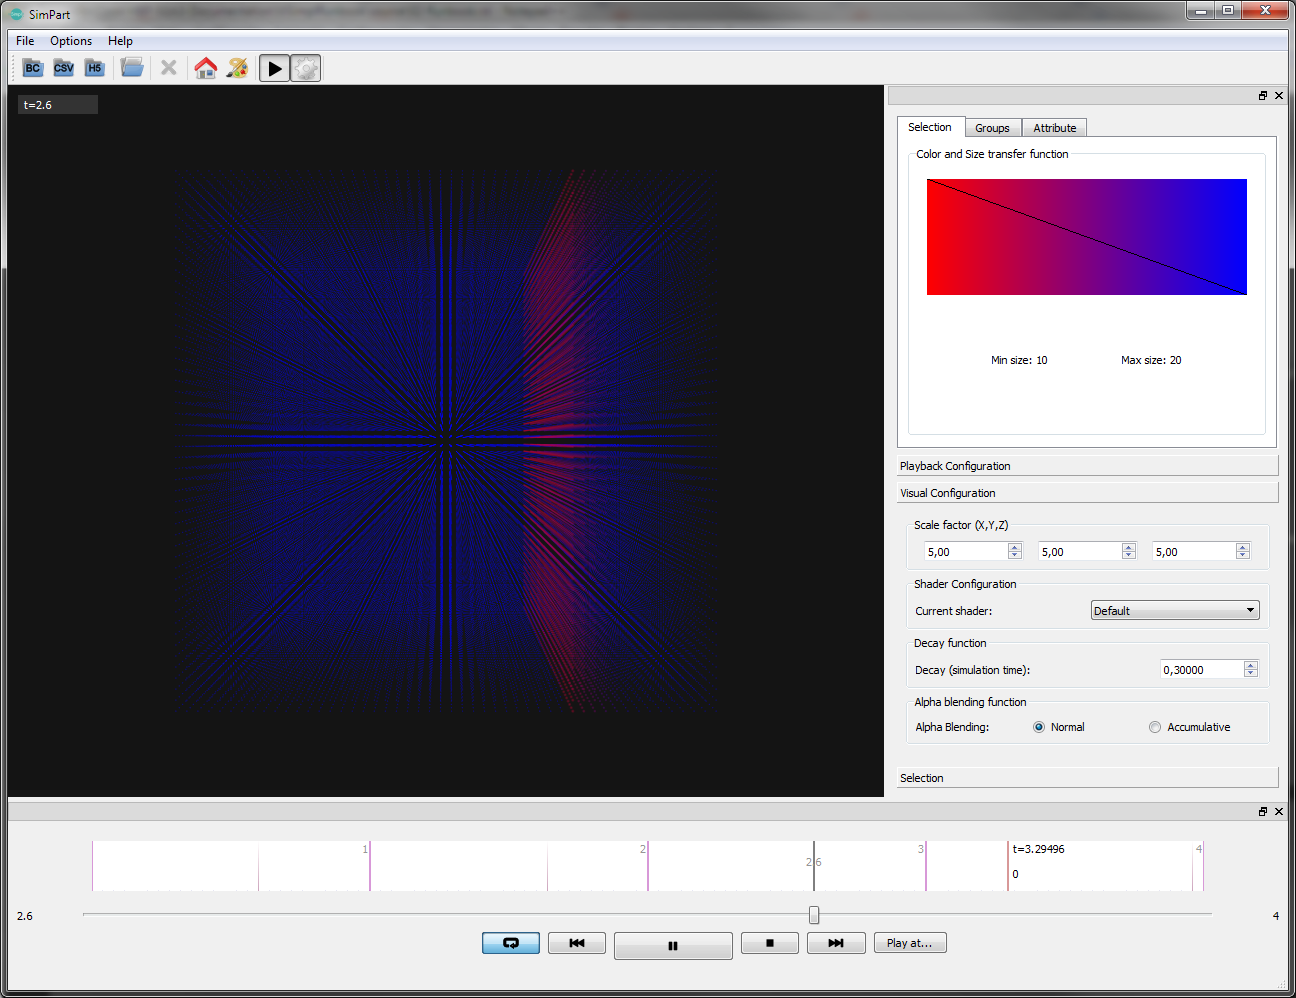 SimPart
File Options Help
BC CSV H5
t=2.6
Selection Groups Attribute
Color and Size transfer function
Min size: 10 Max size: 20
Playback Configuration
Visual Configuration
Scale factor (X,Y,Z)
5,00 5,00 5,00
Shader Configuration
Current shader: Default
Decay function
Decay (simulation time): 0,30000
Alpha blending function
Alpha Blending: Normal Accumulative
Selection
1 2 3 t=3.29496 4
2.6
0
2.6 4
Play at...